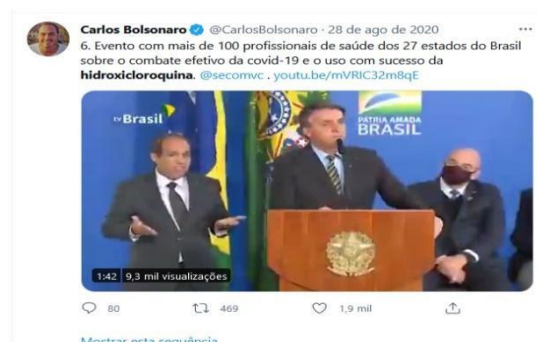 Carlos Bolsonaro @CarlosBolsonaro · 28 de ago de 2020
6. Evento com mais de 100 profissionais de saúde dos 27 estados do Brasil
sobre o combate efetivo da covid-19 e o uso com sucesso da
hidroxicloroquina. @secomvc . youtu.be/mVRIC32m8qE
tv Brasil
PÁTRIA AMADA
BRASIL
1:42 9,3 mil visualizações
80 469 1,9 mil
Mostrar esta sequência